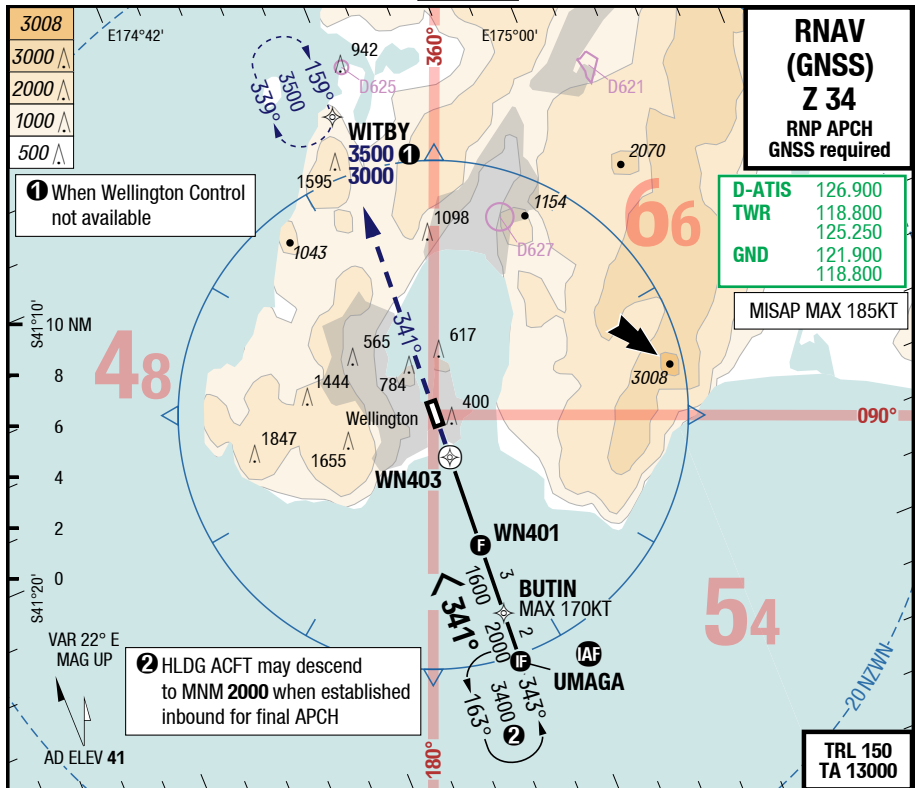 3008
3000
2000
1000
500
E174°42'
360°
E175°00'
RNAV
(GNSS)
Z 34
RNP APCH
GNSS required
942
D625
D621
159°
3500
339°
WITBY
3500 1
3000
1595
2070
1 When Wellington Control
not available
D-ATIS 126.900
TWR 118.800
125.250
GND 121.900
118.800
1154
66
1098
D627
1043
MISAP MAX 185KT
S41°10'
10 NM
341°
565
617
48
8
784
3008
1444
400
Wellington
090°
6
1847
1655
WN403
4
2
WN401
3
1600
BUTIN
MAX 170KT
0
S41°20'
341°
2
2000
54
VAR 22° E
MAG UP
2 HLDG ACFT may descend
to MNM 2000 when established
inbound for final APCH
F
IF
IAF
UMAGA
163°
3400
2
343°
20 NZWN
AD ELEV 41
180°
TRL 150
TA 13000